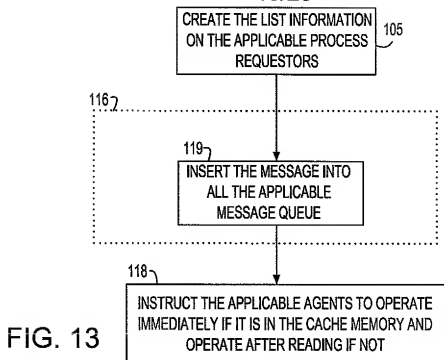 CREATE THE LIST INFORMATION
ON THE APPLICABLE PROCESS
REQUESTORS
105
116
119
INSERT THE MESSAGE INTO
ALL THE APPLICABLE
MESSAGE QUEUE
118
INSTRUCT THE APPLICABLE AGENTS TO OPERATE
IMMEDIATELY IF IT IS IN THE CACHE MEMORY AND
OPERATE AFTER READING IF NOT
FIG. 13